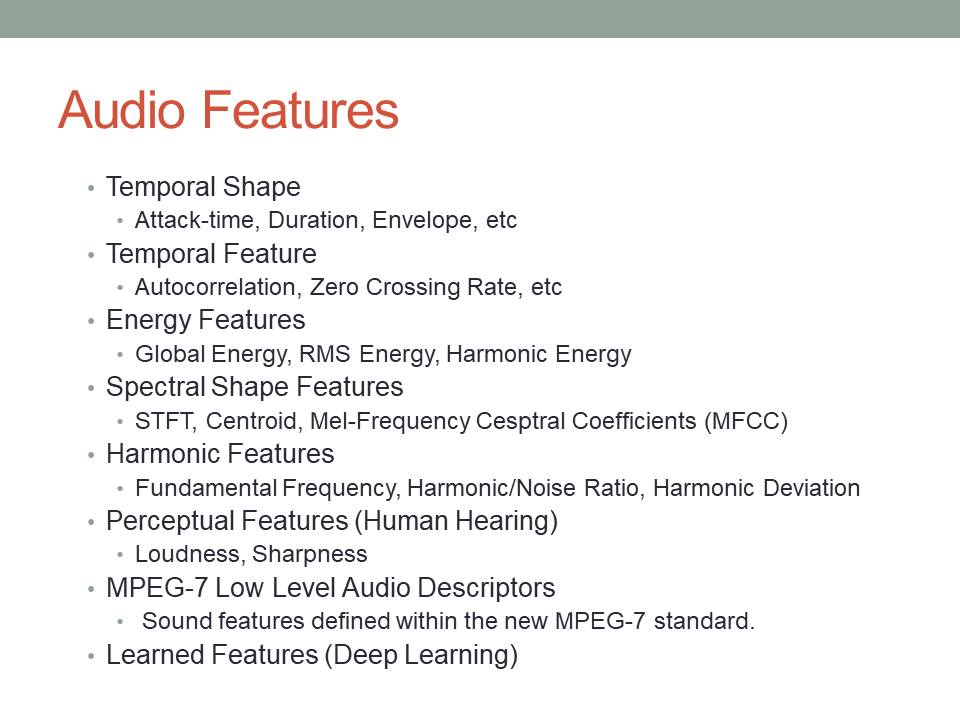 Audio Features
• Temporal Shape
• Attack-time, Duration, Envelope, etc
• Temporal Feature
• Autocorrelation, Zero Crossing Rate, etc
• Energy Features
• Global Energy, RMS Energy, Harmonic Energy
• Spectral Shape Features
• STFT, Centroid, Mel-Frequency Cesptral Coefficients (MFCC)
• Harmonic Features
• Fundamental Frequency, Harmonic/Noise Ratio, Harmonic Deviation
• Perceptual Features (Human Hearing)
• Loudness, Sharpness
• MPEG-7 Low Level Audio Descriptors
• Sound features defined within the new MPEG-7 standard.
• Learned Features (Deep Learning)